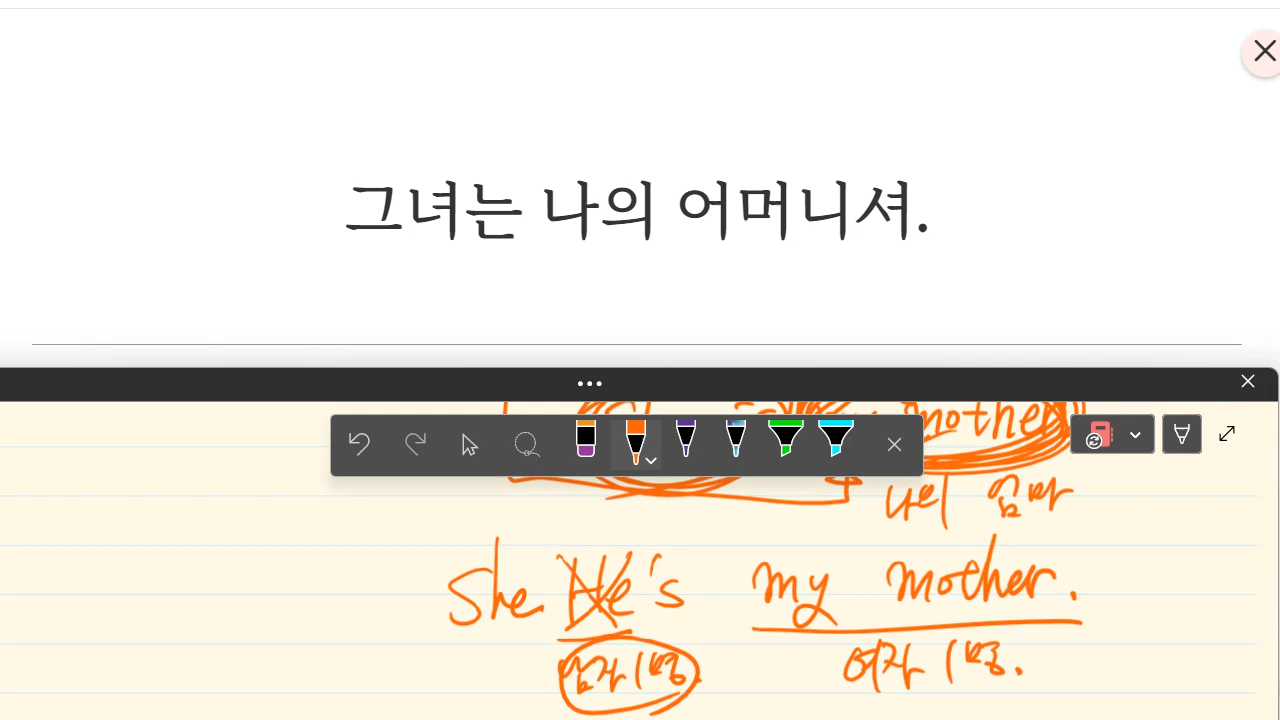 그녀는 나의 어머니셔.
mother
나의 엄마
She He's my mother.
남자 1명 여자 1명.